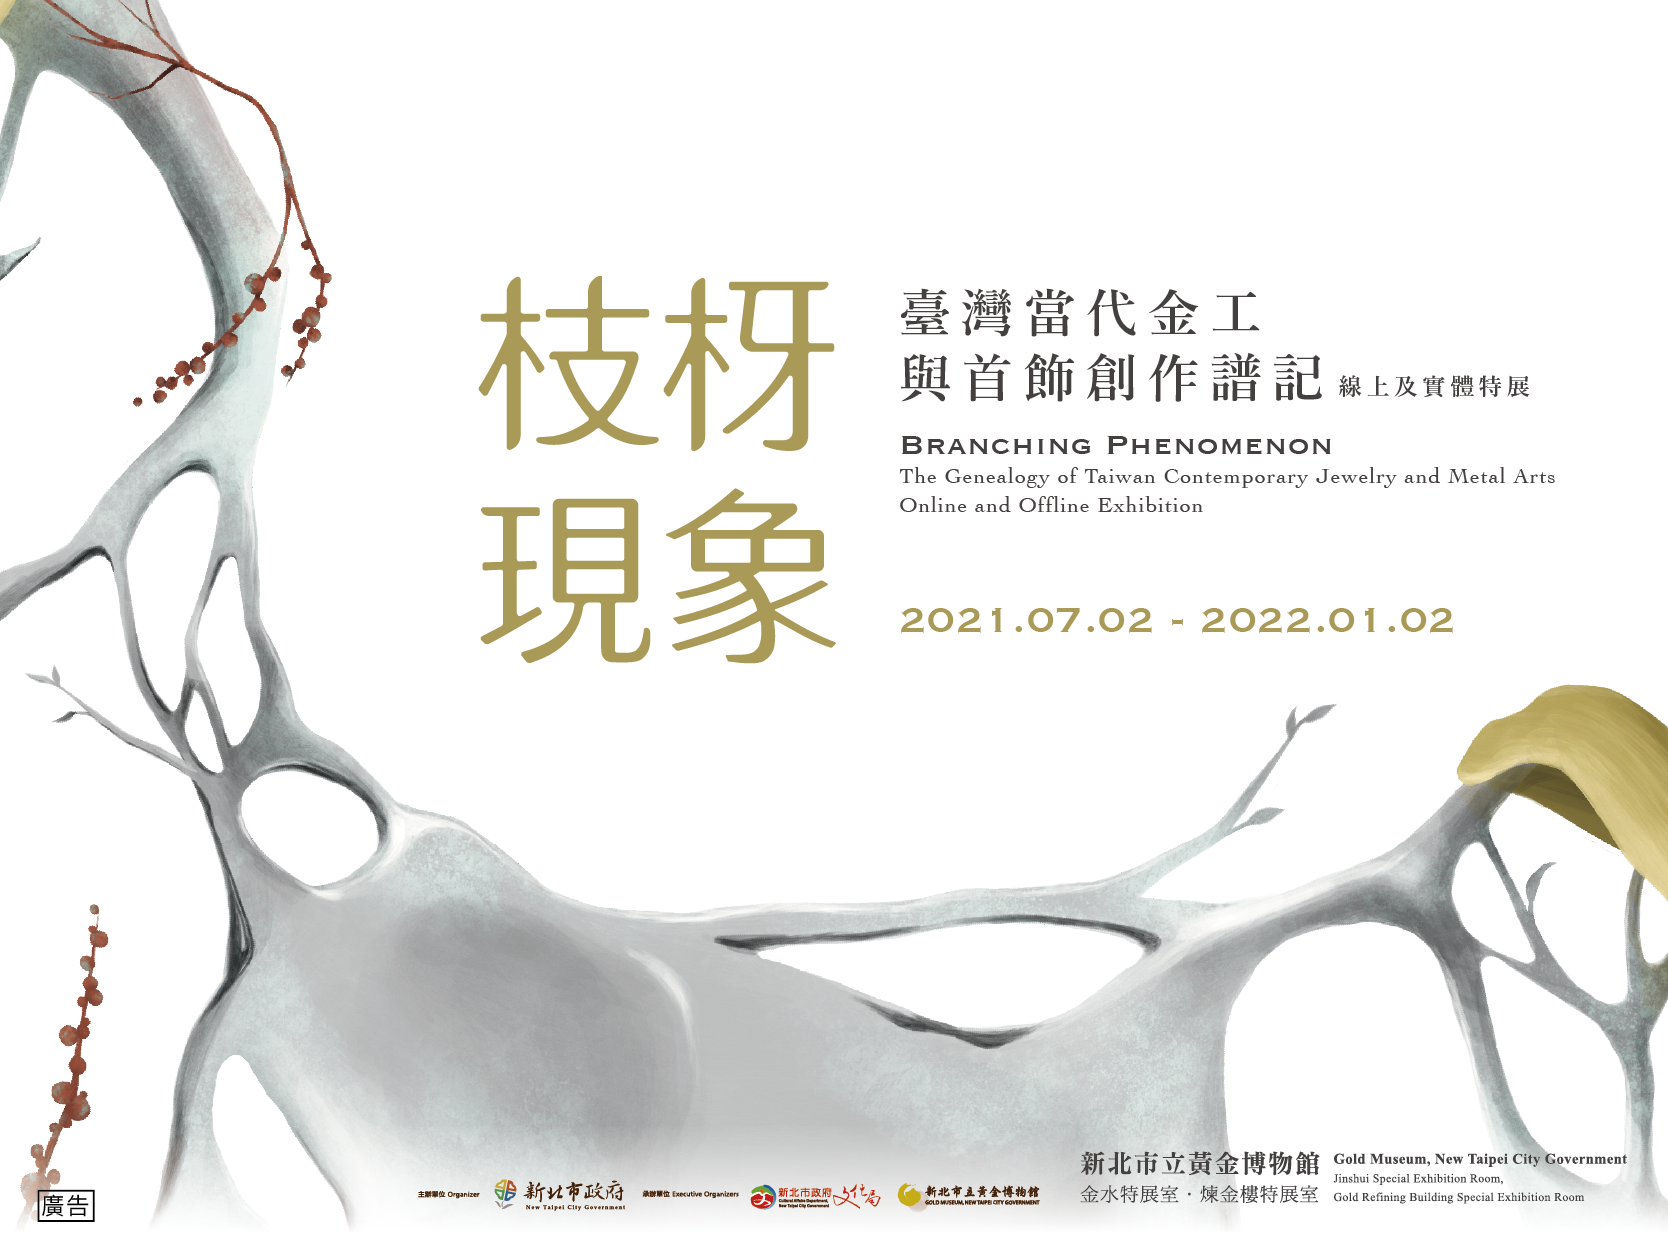 枝枒
現象
臺灣當代金工
與首飾創作譜記 線上及實體特展
BRANCHING PHENOMENON
The Genealogy of Taiwan Contemporary Jewelry and Metal Arts
Online and Offline Exhibition
2021.07.02 - 2022.01.02
新北市立黃金博物館
金水特展室・煉金樓特展室
Gold Museum, New Taipei City Government
Jinshui Special Exhibition Room,
Gold Refining Building Special Exhibition Room
主辦單位 Organizer
新北市政府
New Taipei City Government
承辦單位 Executive Organizers
新北市政府 文化局
Cultural Affairs Department,
New Taipei City Government
新北市立黃金博物館
GOLD MUSEUM, NEW TAIPEI CITY GOVERNMENT
廣告